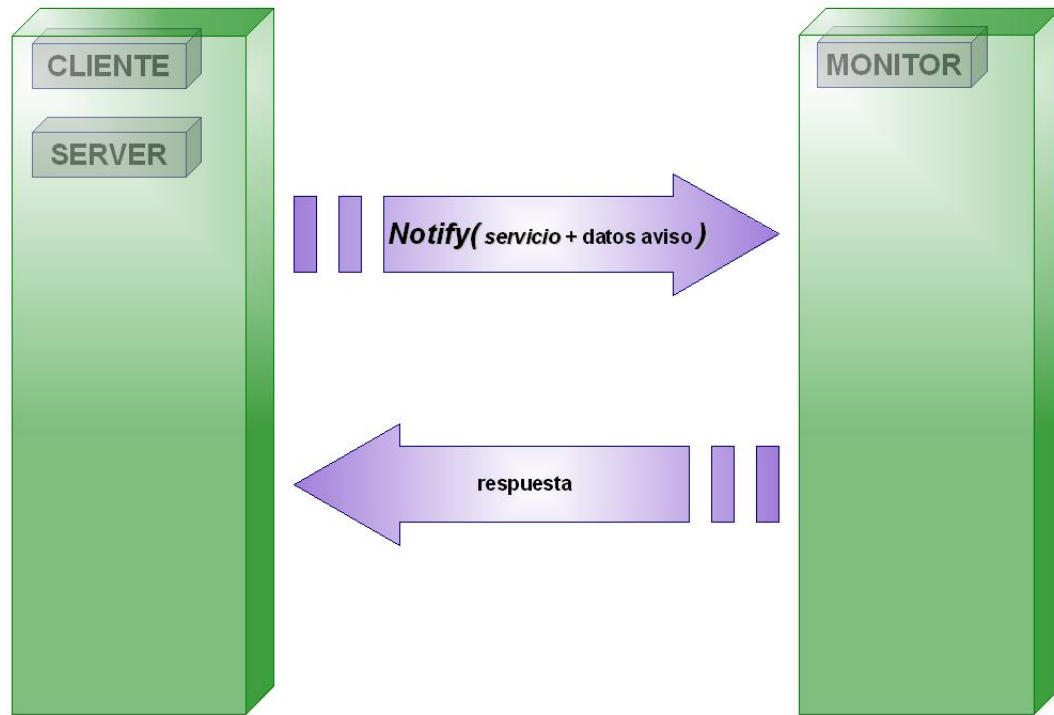 CLIENTE
SERVER
MONITOR
Notify( servicio + datos aviso )
respuesta